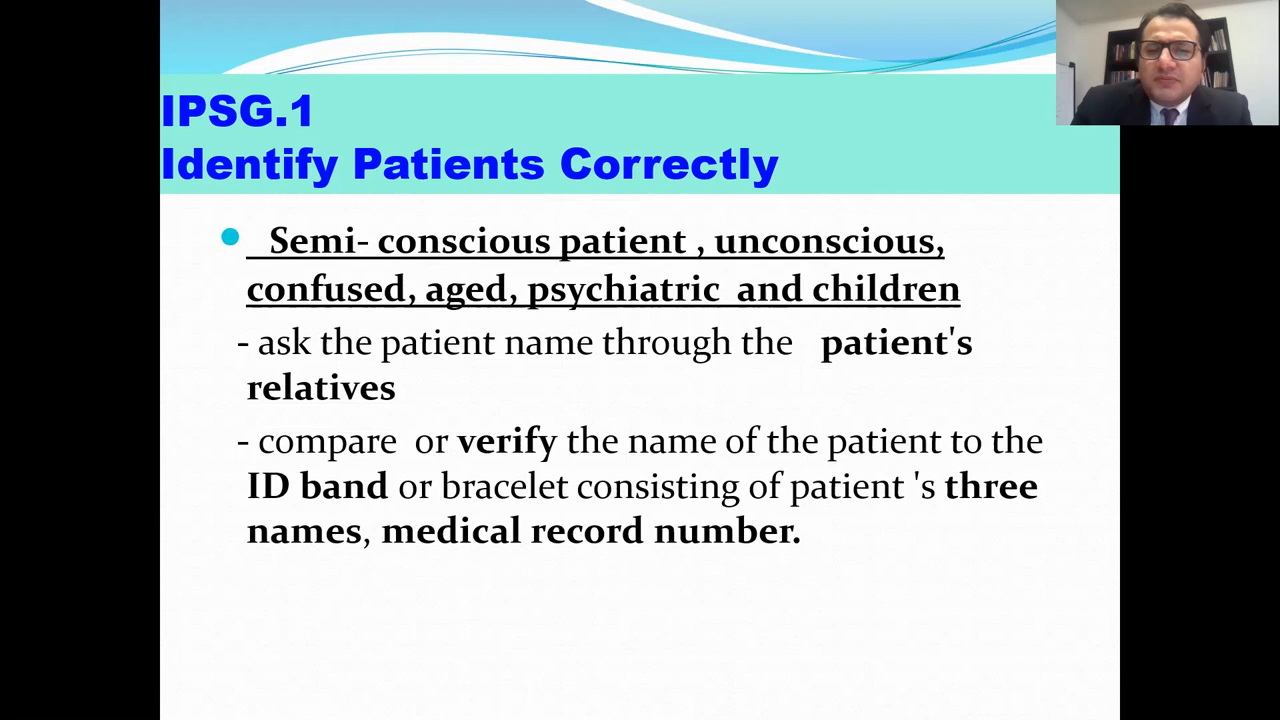 IPSG.1
Identify Patients Correctly
Semi- conscious patient , unconscious,
confused, aged, psychiatric and children
- ask the patient name through the patient's
relatives
- compare or verify the name of the patient to the
ID band or bracelet consisting of patient 's three
names, medical record number.